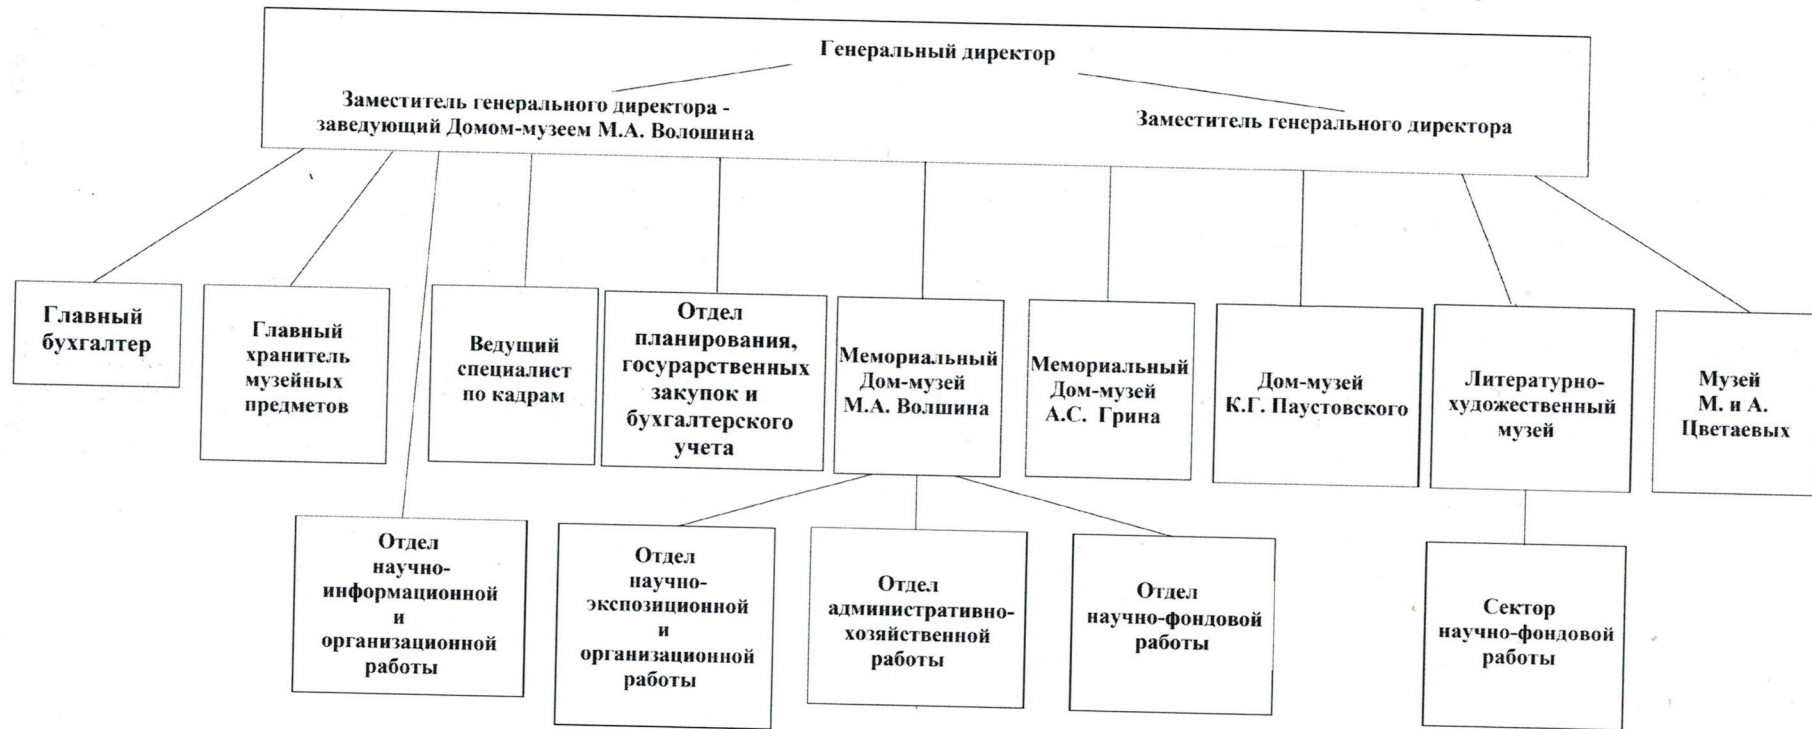 Генеральный директор
Заместитель генерального директора -
заведующий Домом-музеем М.А. Волошина
Заместитель генерального директора
Главный
бухгалтер
Главный
хранитель
музейных
предметов
Ведущий
специалист
по кадрам
Отдел
планирования,
госурарственных
закупок и
бухгалтерского
учета
Мемориальный
Дом-музей
М.А. Волшина
Мемориальный
Дом-музей
А.С. Грина
Дом-музей
К.Г. Паустовского
Литературно-
художественный
музей
Музей
М. и А.
Цветаевых
Отдел
научно-
информационной
и
организационной
работы
Отдел
научно-
экспозиционной
и
организационной
работы
Отдел
административно-
хозяйственной
работы
Отдел
научно-фондовой
работы
Сектор
научно-фондовой
работы